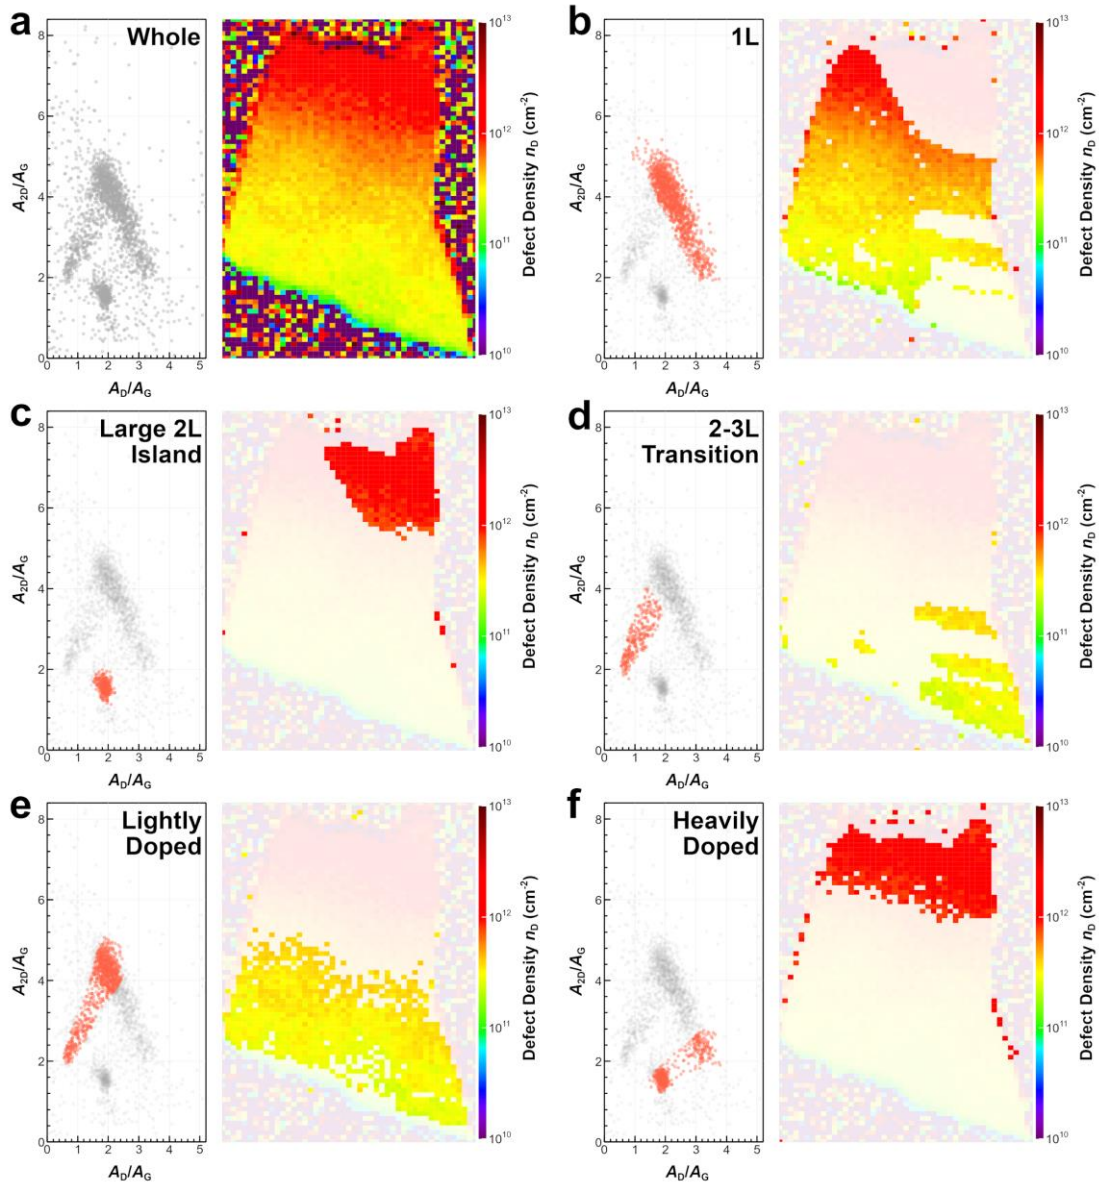 a
Whole
8
6
4
2
0
A2D/AG
0 1 2 3 4 5
AD/AG
10^13
10^12
10^11
10^10
Defect Density nD (cm-2)
b
1L
8
6
4
2
0
A2D/AG
0 1 2 3 4 5
AD/AG
10^13
10^12
10^11
10^10
Defect Density nD (cm-2)
c
Large 2L
Island
8
6
4
2
0
A2D/AG
0 1 2 3 4 5
AD/AG
10^13
10^12
10^11
10^10
Defect Density nD (cm-2)
d
2-3L
Transition
8
6
4
2
0
A2D/AG
0 1 2 3 4 5
AD/AG
10^13
10^12
10^11
10^10
Defect Density nD (cm-2)
e
Lightly
Doped
8
6
4
2
0
A2D/AG
0 1 2 3 4 5
AD/AG
10^13
10^12
10^11
10^10
Defect Density nD (cm-2)
f
Heavily
Doped
8
6
4
2
0
A2D/AG
0 1 2 3 4 5
AD/AG
10^13
10^12
10^11
10^10
Defect Density nD (cm-2)